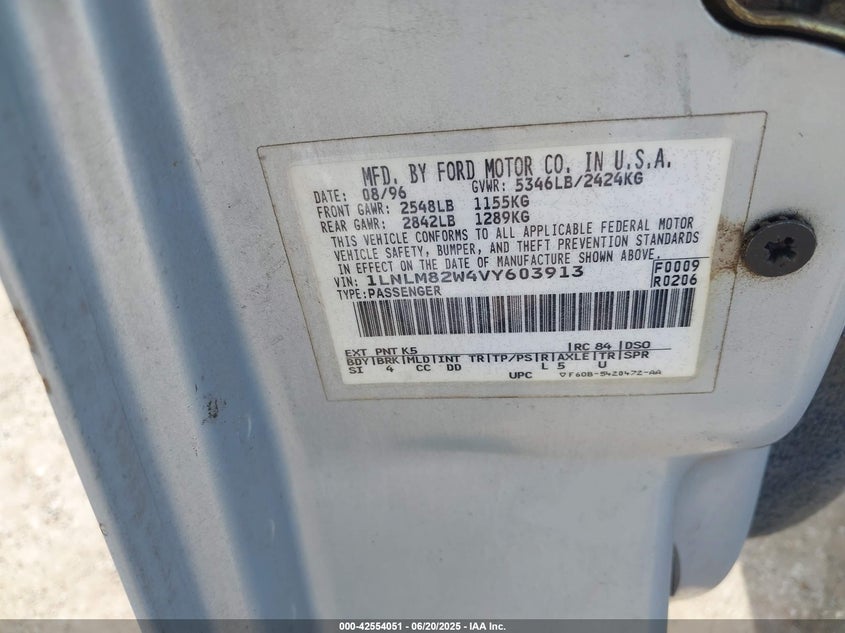 MFD. BY FORD MOTOR CO. IN U.S.A.
DATE: 08/96 GVWR: 5346LB/2424KG
FRONT GAWR: 2548LB 1155KG
REAR GAWR: 2842LB 1289KG
THIS VEHICLE CONFORMS TO ALL APPLICABLE FEDERAL MOTOR
VEHICLE SAFETY, BUMPER, AND THEFT PREVENTION STANDARDS
IN EFFECT ON THE DATE OF MANUFACTURE SHOWN ABOVE.
VIN: 1LNLM82W4VY603913 F0009
TYPE: PASSENGER R0206
EXT PNT K5 RC 84 DSO
BDY BRK MLD INT TR TP/PS R AXLE TR SPR
SI 4 CC DD L 5 U
UPC ▽F60B-5420472-AA
000-42554051 - 06/20/2025 - IAA Inc.